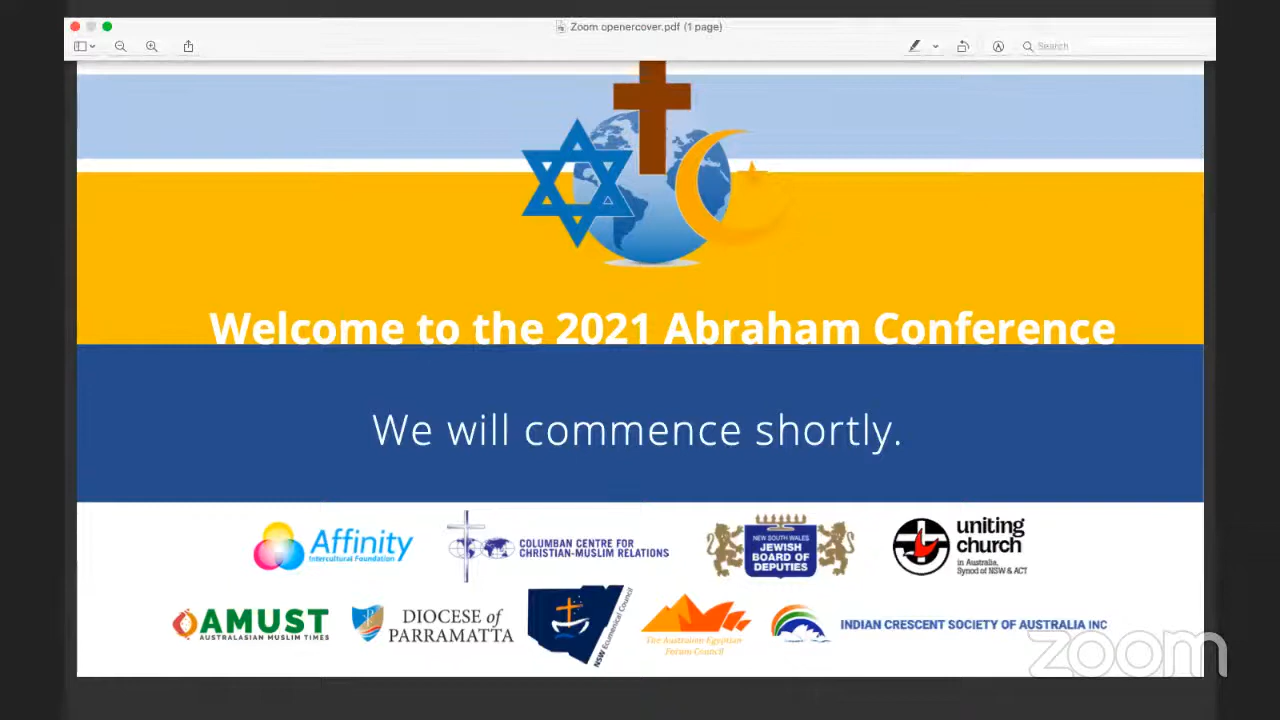 Zoom openercover.pdf (1 page)
Search
Welcome to the 2021 Abraham Conference
We will commence shortly.
Affinity
Intercultural Foundation
COLUMBAN CENTRE FOR
CHRISTIAN-MUSLIM RELATIONS
NEW SOUTH WALES
JEWISH
BOARD OF
DEPUTIES
uniting
church
in Australia,
Synod of NSW & ACT
AMUST
AUSTRALASIAN MUSLIM TIMES
DIOCESE of
PARRAMATTA
NSW Ecumenical Council
The Australian Egyptian
Forum Council
INDIAN CRESCENT SOCIETY OF AUSTRALIA INC
zoom